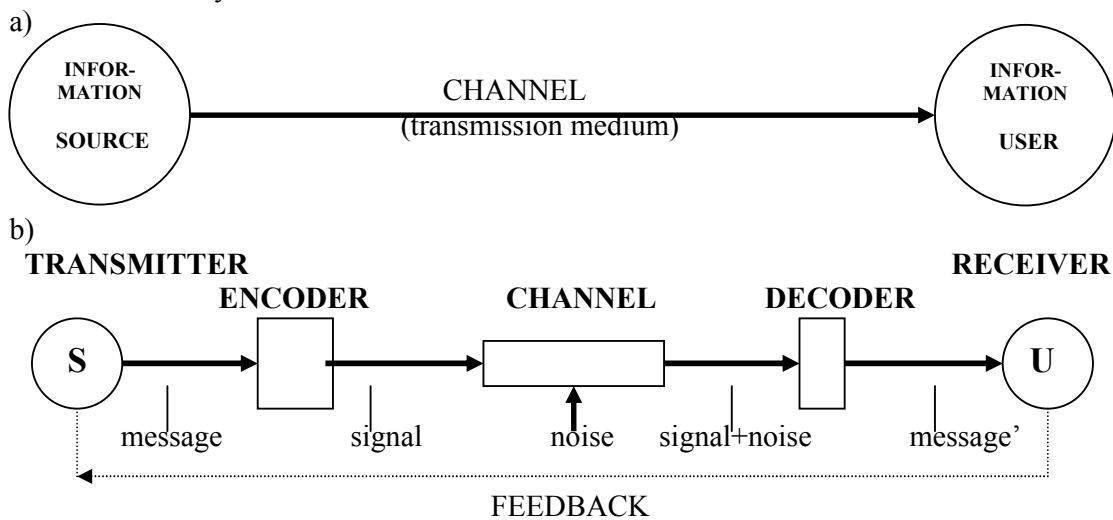 a)
INFOR-
MATION
SOURCE
CHANNEL
(transmission medium)
INFOR-
MATION
USER
b)
TRANSMITTER
RECEIVER
ENCODER
CHANNEL
DECODER
S
U
message
signal
noise
signal+noise
message’
FEEDBACK